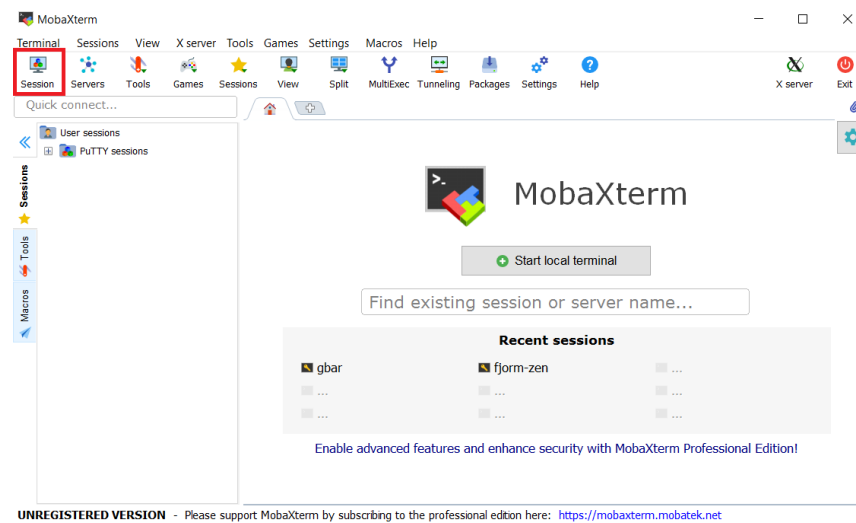 MobaXterm
Terminal Sessions View X server Tools Games Settings Macros Help
Session Servers Tools Games Sessions View Split MultiExec Tunneling Packages Settings Help X server Exit
Quick connect...
User sessions
PuTTY sessions
Sessions
Tools
Macros
>_
MobaXterm
Start local terminal
Find existing session or server name...
Recent sessions
gbar fjorm-zen ...
... ... ...
... ... ...
Enable advanced features and enhance security with MobaXterm Professional Edition!
UNREGISTERED VERSION - Please support MobaXterm by subscribing to the professional edition here: https://mobaxterm.mobatek.net